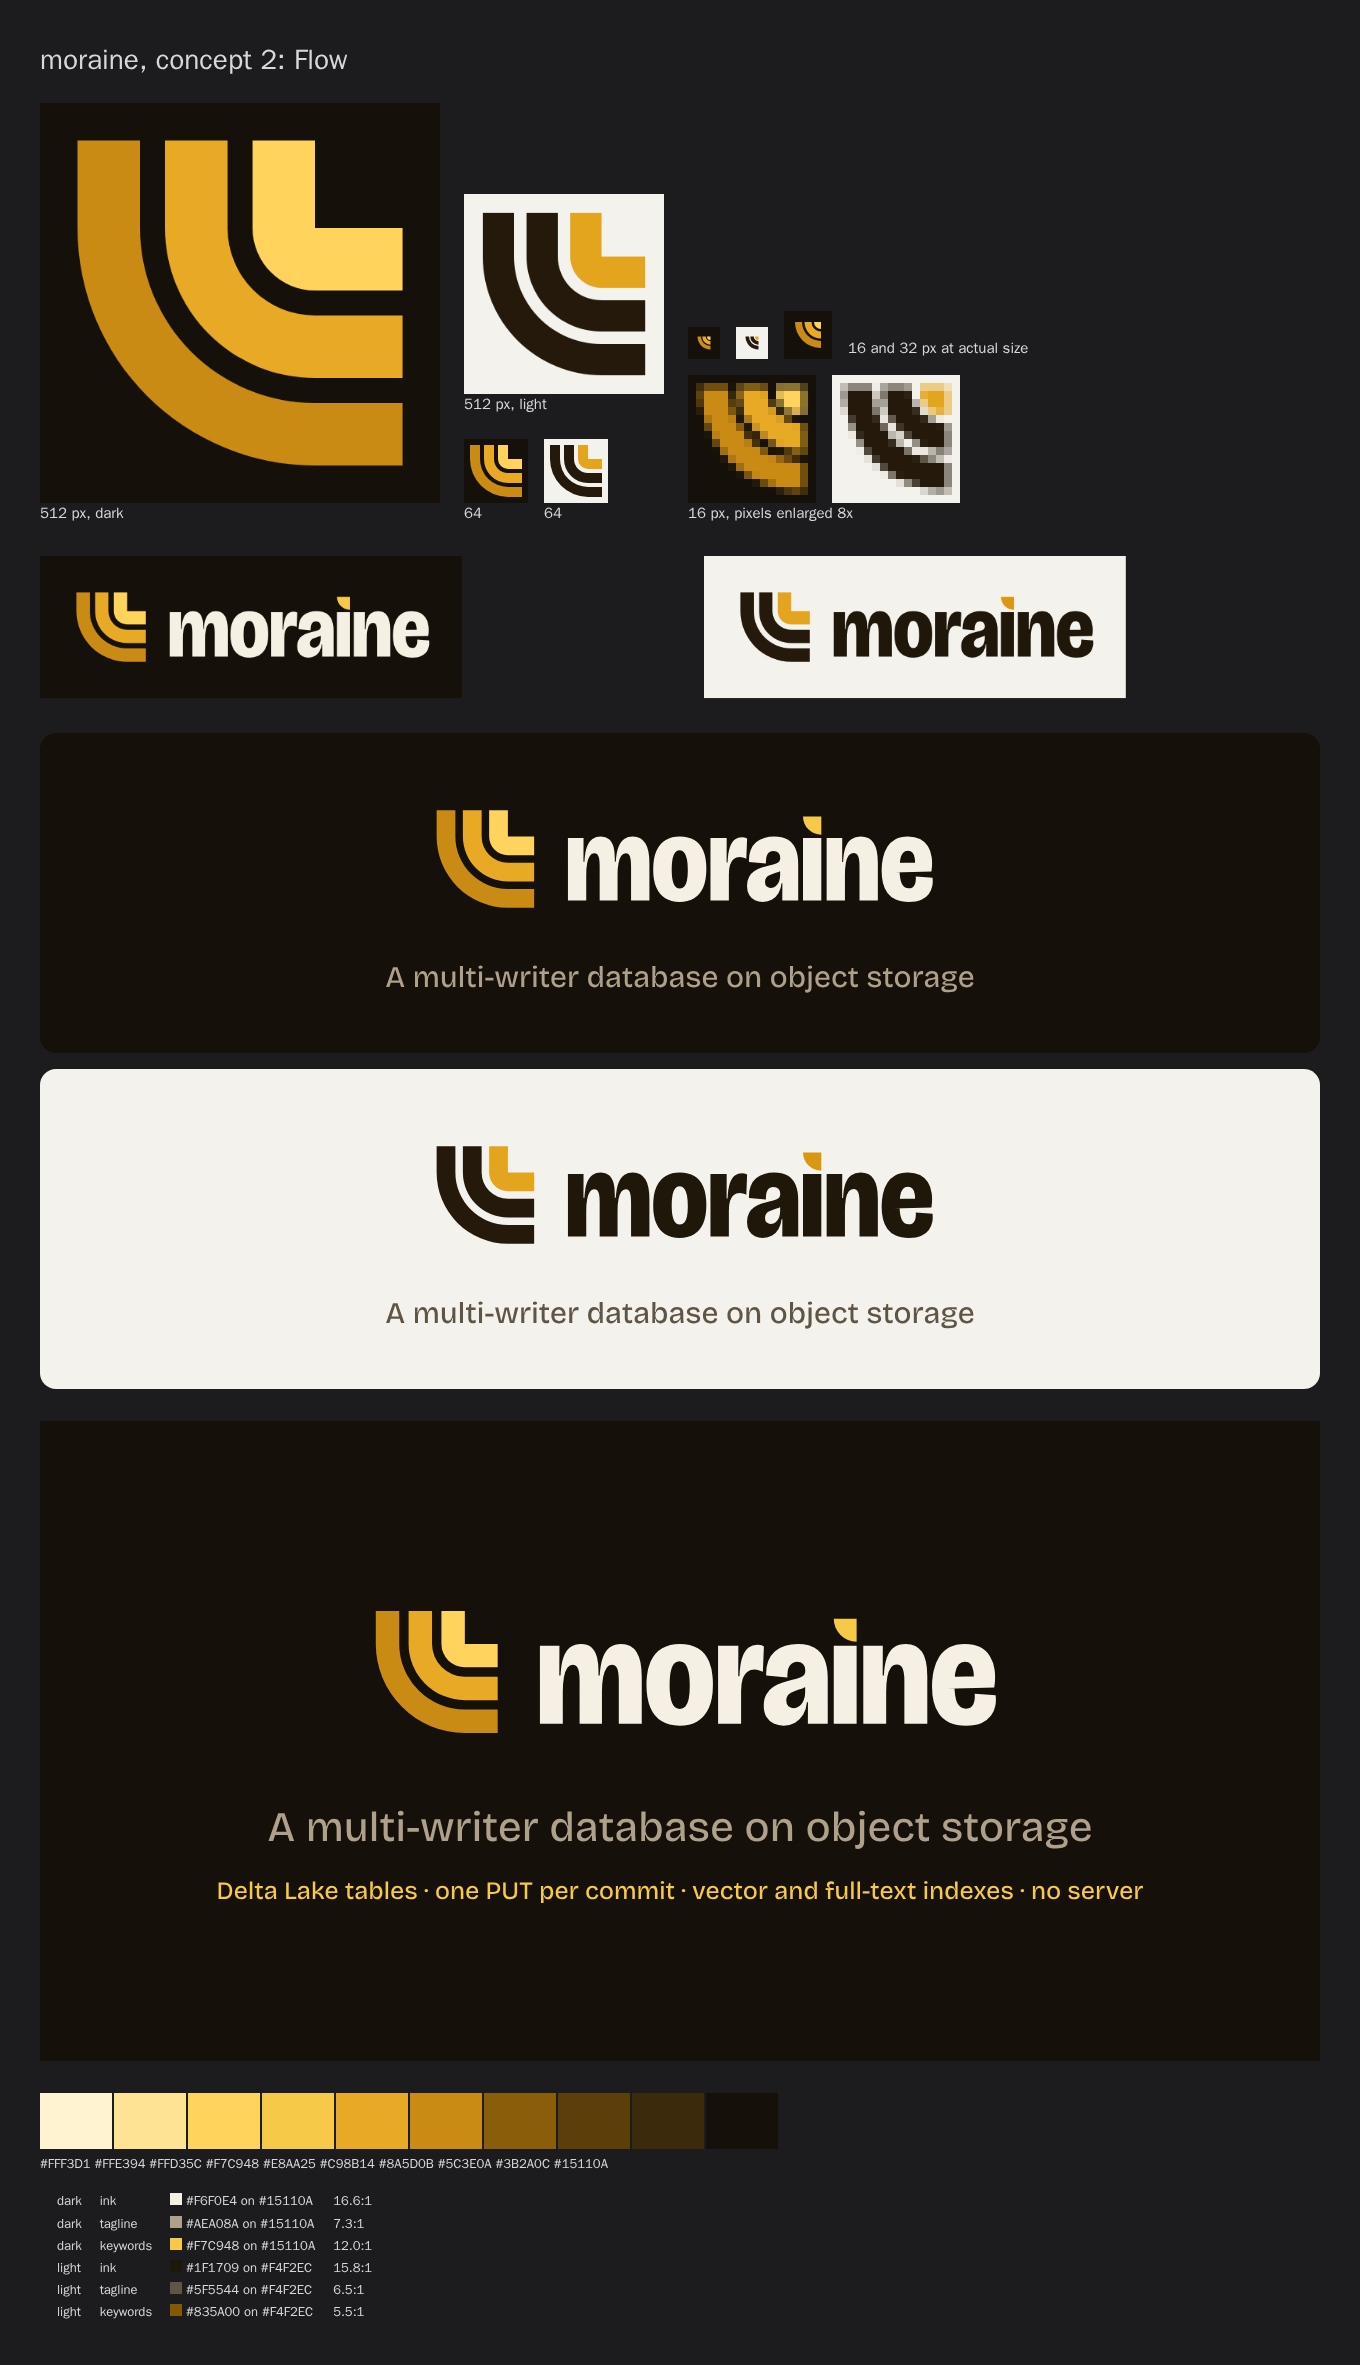 moraine, concept 2: Flow
512 px, light
16 and 32 px at actual size
512 px, dark
64
64
16 px, pixels enlarged 8x
moraine
moraine
moraine
A multi-writer database on object storage
moraine
A multi-writer database on object storage
moraine
A multi-writer database on object storage
Delta Lake tables · one PUT per commit · vector and full-text indexes · no server
#FFF3D1 #FFE394 #FFD35C #F7C948 #E8AA25 #C98B14 #8A5D0B #5C3E0A #3B2A0C #15110A
dark ink #F6F0E4 on #15110A 16.6:1
dark tagline #AEA08A on #15110A 7.3:1
dark keywords #F7C948 on #15110A 12.0:1
light ink #1F1709 on #F4F2EC 15.8:1
light tagline #5F5544 on #F4F2EC 6.5:1
light keywords #835A00 on #F4F2EC 5.5:1